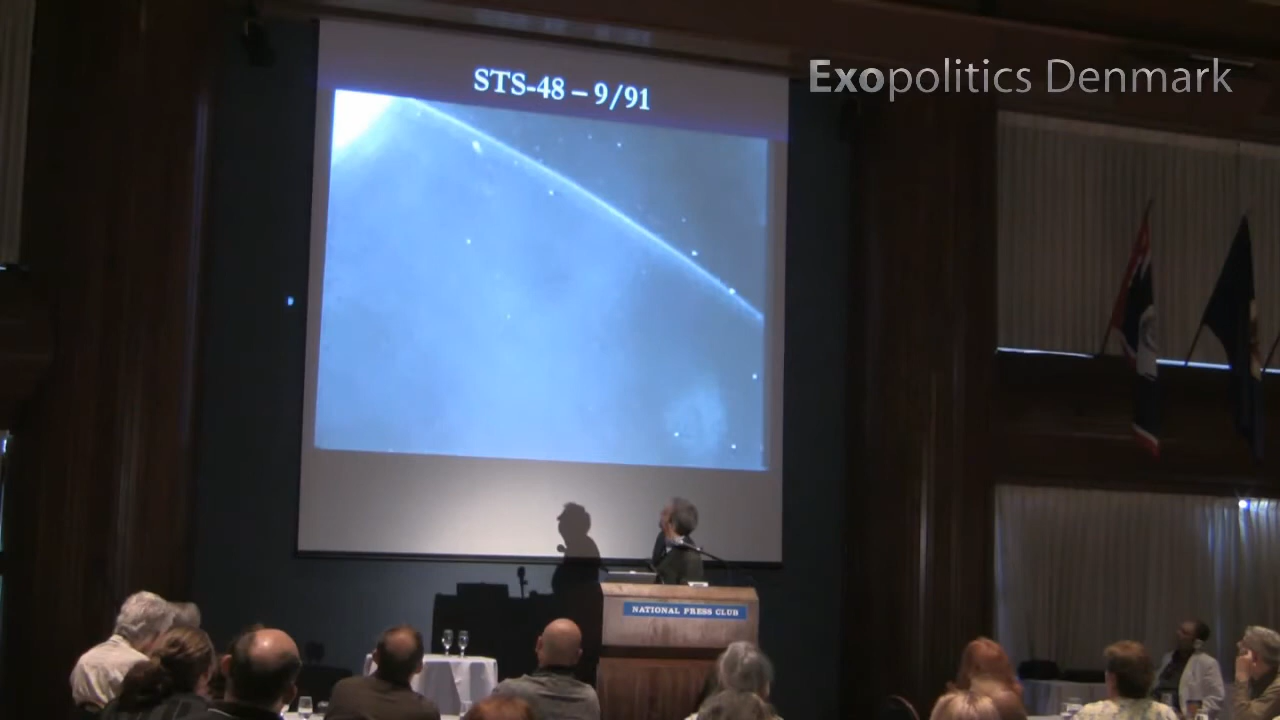 STS-48 – 9/91
Exopolitics Denmark
NATIONAL PRESS CLUB